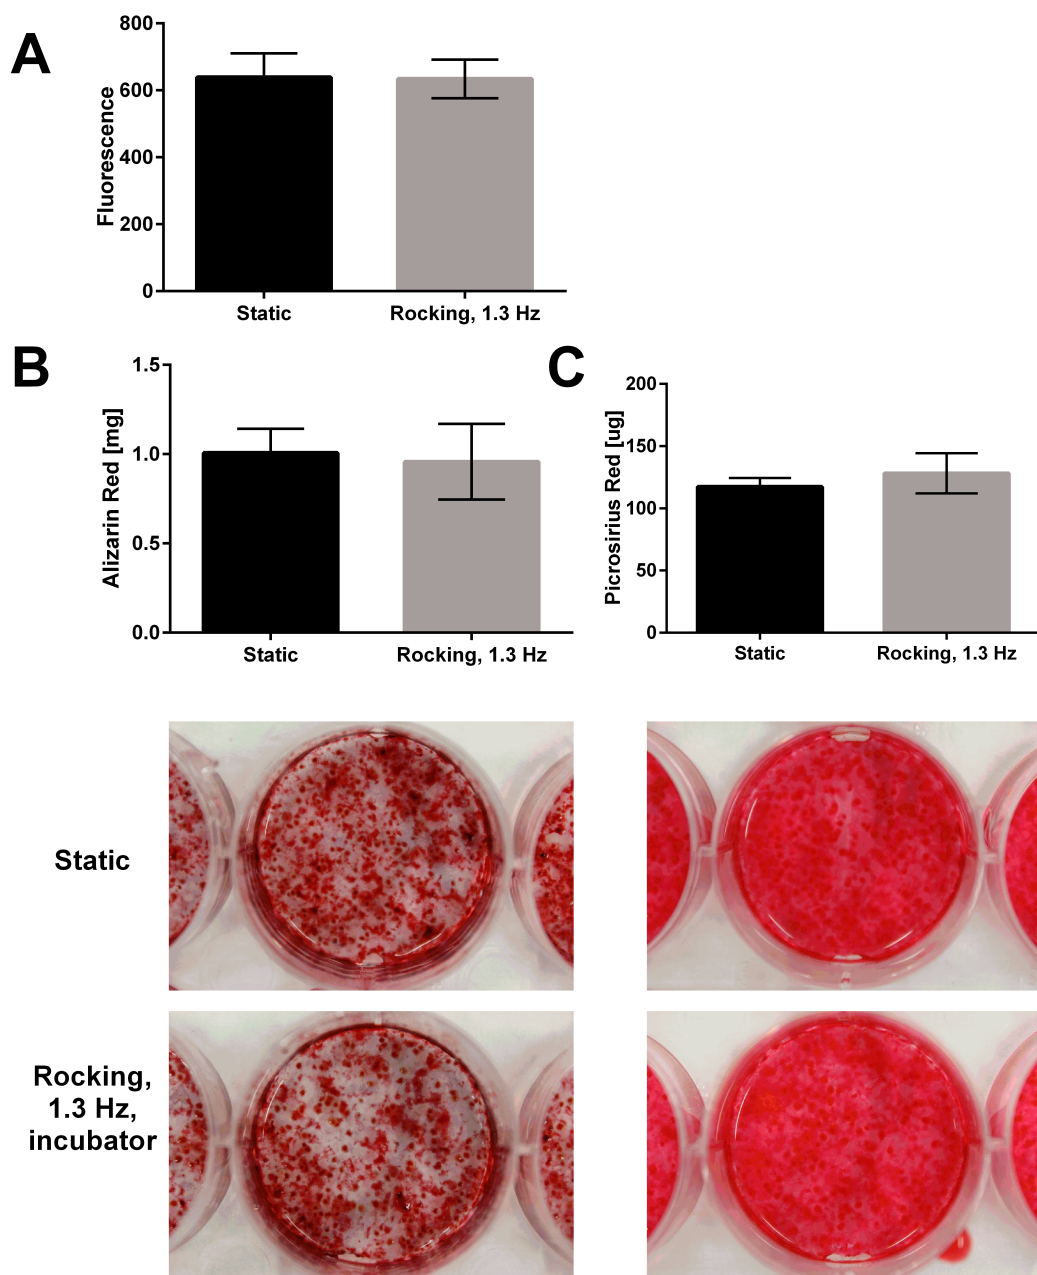 A
800
600
400
200
0
Fluorescence
Static
Rocking, 1.3 Hz
B
1.5
1.0
0.5
0.0
Alizarin Red [mg]
Static
Rocking, 1.3 Hz
C
200
150
100
50
0
Picrosirius Red [ug]
Static
Rocking, 1.3 Hz
Static
Rocking,
1.3 Hz,
incubator